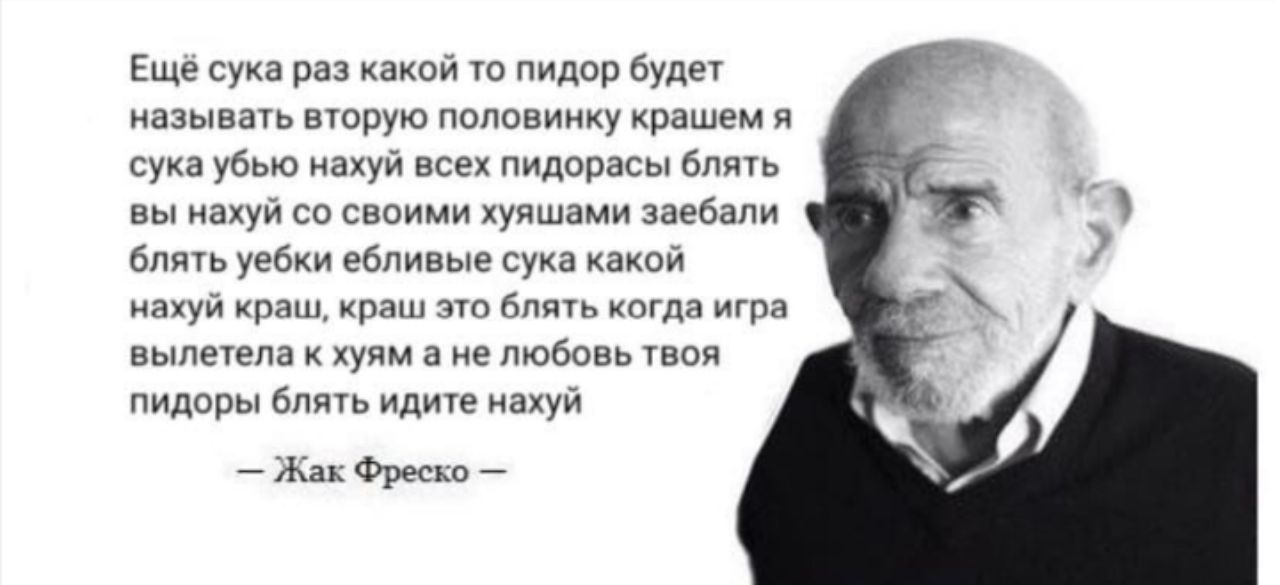 Ещё сука раз какой то пидор будет
называть вторую половинку крашем я
сука убью нахуй всех пидорасы блять
вы нахуй со своими хуяшами заебали
блять уебки ебливые сука какой
нахуй краш, краш это блять когда игра
вылетела к хуям а не любовь твоя
пидоры блять идите нахуй
— Жак Фреско —